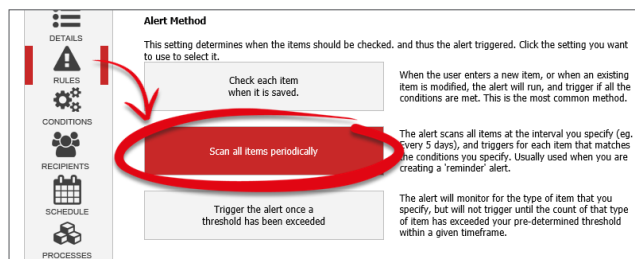 DETAILS
RULES
CONDITIONS
RECIPIENTS
SCHEDULE
PROCESSES
Alert Method
This setting determines when the items should be checked. and thus the alert triggered. Click the setting you want
to use to select it.
Check each item
when it is saved.
When the user enters a new item, or when an existing
item is modified, the alert will run, and trigger if all the
conditions are met. This is the most common method.
Scan all items periodically
The alert scans all items at the interval you specify (eg.
Every 5 days), and triggers for each item that matches
the conditions you specify. Usually used when you are
creating a 'reminder' alert.
Trigger the alert once a
threshold has been exceeded
The alert will monitor for the type of item that you
specify, but will not trigger until the count of that type
of item has exceeded your pre-determined threshold
within a given timeframe.